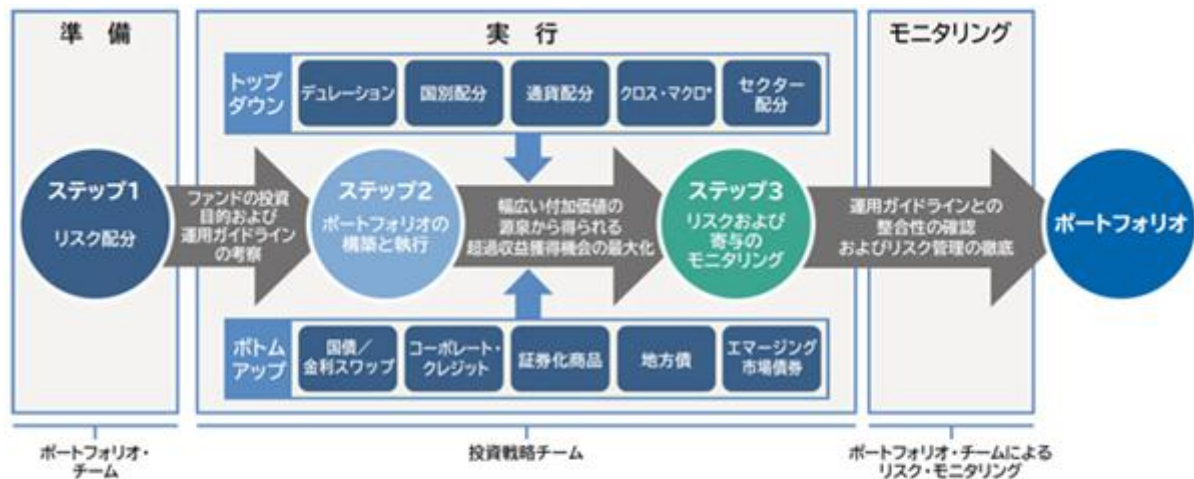 準 備
実 行
モニタリング
トップ
ダウン
デュレーション
国別配分
通貨配分
クロス・マクロ*
セクター
配分
ステップ1
リスク配分
ファンドの投資
目的および
運用ガイドライン
の考察
ステップ2
ポートフォリオの
構築と執行
幅広い付加価値の
源泉から得られる
超過収益獲得機会の最大化
ステップ3
リスクおよび
寄与の
モニタリング
運用ガイドラインとの
整合性の確認
およびリスク管理の徹底
ポートフォリオ
ボトム
アップ
国債／
金利スワップ
コーポレート・
クレジット
証券化商品
地方債
エマージング
市場債券
ポートフォリオ・
チーム
投資戦略チーム
ポートフォリオ・チームによる
リスク・モニタリング